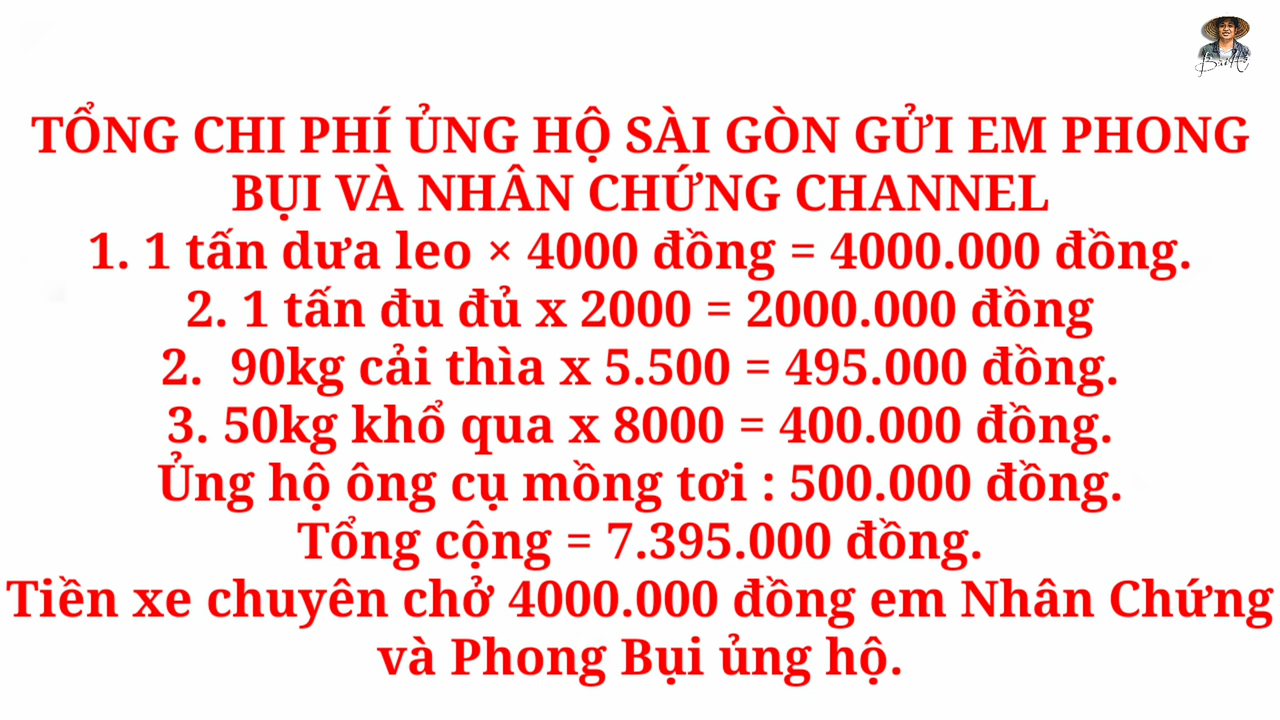 TỔNG CHI PHÍ ỦNG HỘ SÀI GÒN GỬI EM PHONG
BỤI VÀ NHÂN CHỨNG CHANNEL
1. 1 tấn dưa leo × 4000 đồng = 4000.000 đồng.
2. 1 tấn đu đủ x 2000 = 2000.000 đồng
2.  90kg cải thìa x 5.500 = 495.000 đồng.
3. 50kg khổ qua x 8000 = 400.000 đồng.
Ủng hộ ông cụ mồng tơi : 500.000 đồng.
Tổng cộng = 7.395.000 đồng.
Tiền xe chuyên chở 4000.000 đồng em Nhân Chứng
và Phong Bụi ủng hộ.